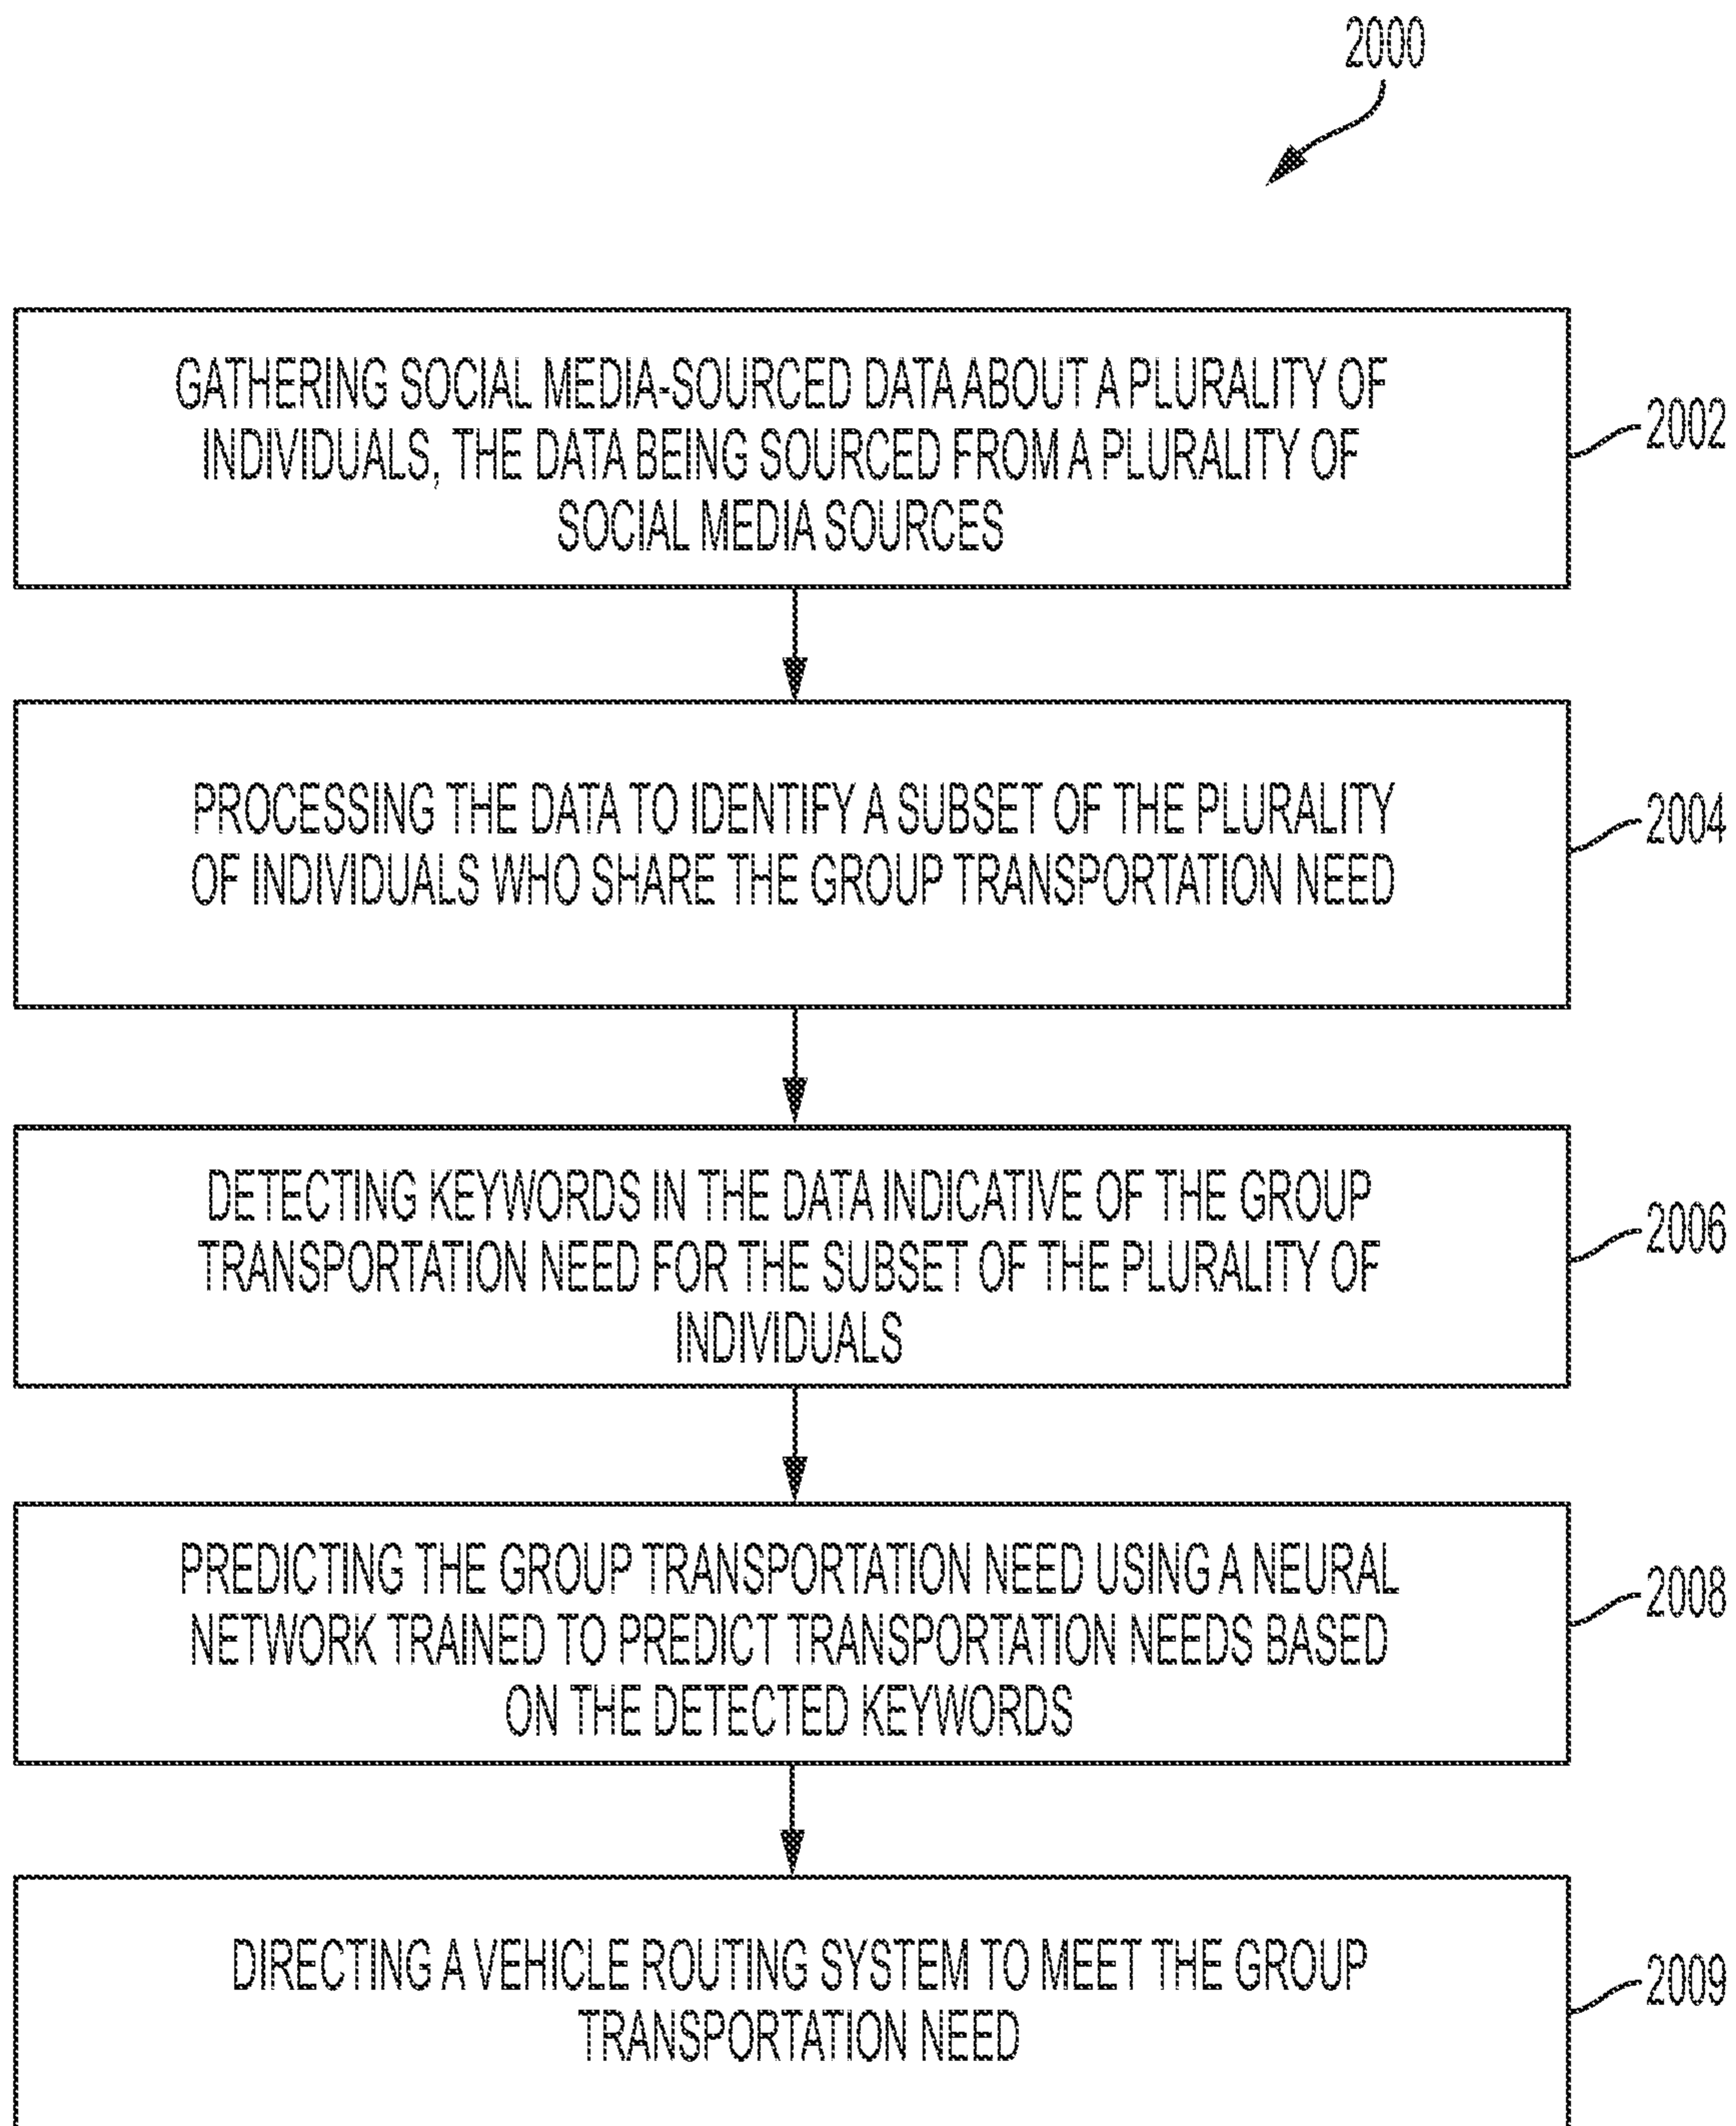 2000
GATHERING SOCIAL MEDIA-SOURCED DATA ABOUT A PLURALITY OF
INDIVIDUALS, THE DATA BEING SOURCED FROM A PLURALITY OF
SOCIAL MEDIA SOURCES
2002
PROCESSING THE DATA TO IDENTIFY A SUBSET OF THE PLURALITY
OF INDIVIDUALS WHO SHARE THE GROUP TRANSPORTATION NEED
2004
DETECTING KEYWORDS IN THE DATA INDICATIVE OF THE GROUP
TRANSPORTATION NEED FOR THE SUBSET OF THE PLURALITY OF
INDIVIDUALS
2006
PREDICTING THE GROUP TRANSPORTATION NEED USING A NEURAL
NETWORK TRAINED TO PREDICT TRANSPORTATION NEEDS BASED
ON THE DETECTED KEYWORDS
2008
DIRECTING A VEHICLE ROUTING SYSTEM TO MEET THE GROUP
TRANSPORTATION NEED
2009